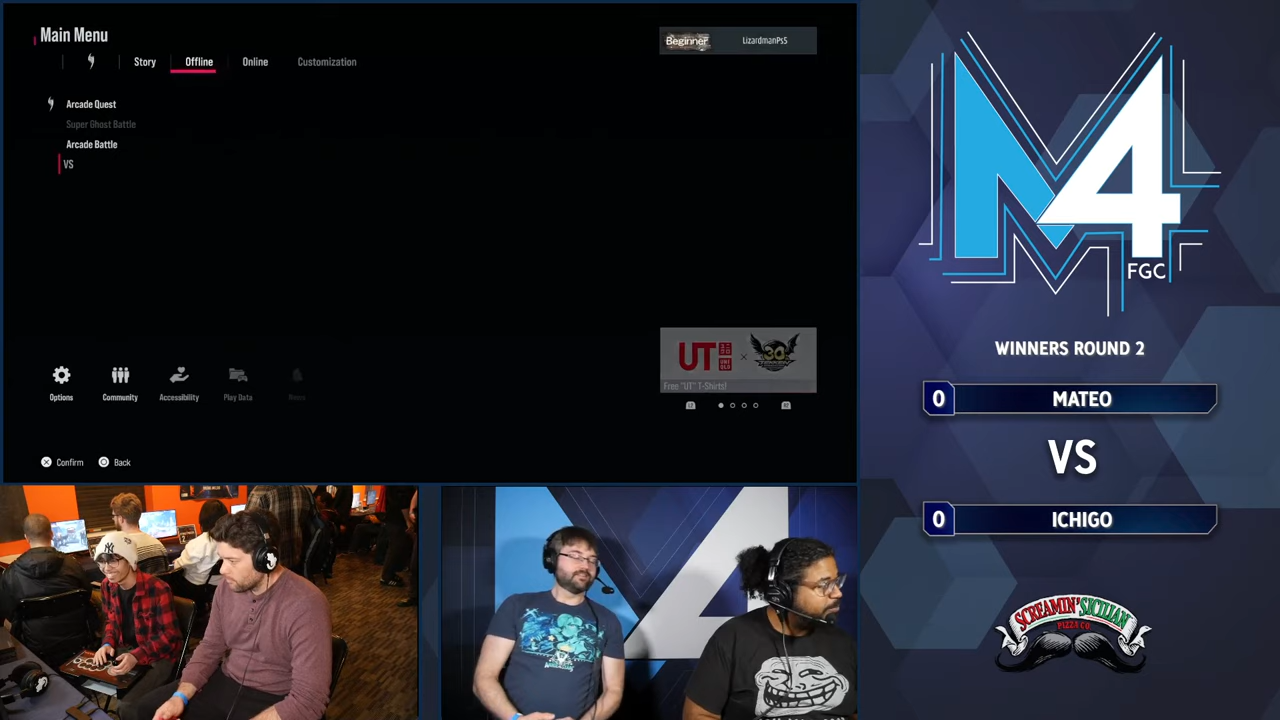 Main Menu
Beginner LizardmanPs5
Story Offline Online Customization
Arcade Quest
Super Ghost Battle
Arcade Battle
VS
UT × 30
Free "UT" T-Shirts!
Options Community Accessibility Play Data News
Confirm Back
M4
FGC
WINNERS ROUND 2
0 MATEO
VS
0 ICHIGO
SCREAMIN' SICILIAN
PIZZA CO.